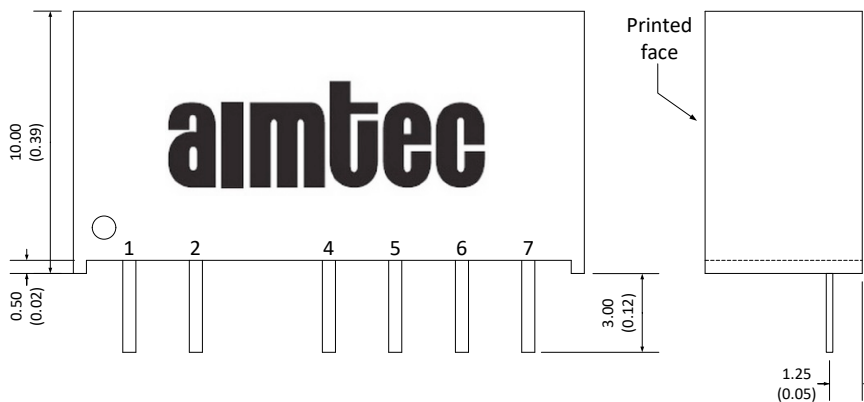 Printed
face
10.00
(0.39)
aimtec
1 2 4 5 6 7
0.50
(0.02)
3.00
(0.12)
1.25
(0.05)